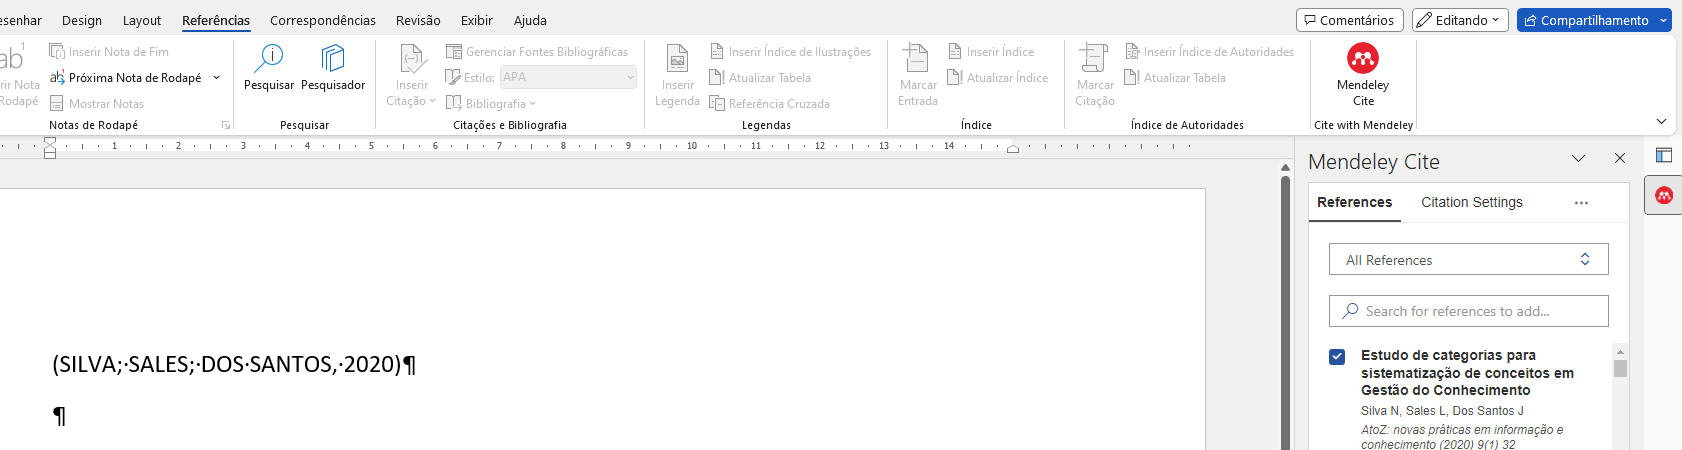 esenhar Design Layout Referências Correspondências Revisão Exibir Ajuda Comentários Editando Compartilhamento
ab1 Inserir Nota de Fim
ab1 Próxima Nota de Rodapé
rir Nota
Rodapé
Mostrar Notas
Notas de Rodapé
Pesquisar Pesquisador
Pesquisar
Inserir
Citação
Gerenciar Fontes Bibliográficas
Estilo: APA
Bibliografia
Citações e Bibliografia
Inserir
Legenda
Inserir Índice de Ilustrações
Atualizar Tabela
Referência Cruzada
Legendas
Marcar
Entrada
Inserir Índice
Atualizar Índice
Índice
Marcar
Citação
Inserir Índice de Autoridades
Atualizar Tabela
Índice de Autoridades
Mendeley
Cite
Cite with Mendeley
1 2 3 4 5 6 7 8 9 10 11 12 13 14
(SILVA;·SALES;·DOS·SANTOS,·2020)¶
¶
Mendeley Cite
References Citation Settings ...
All References
Search for references to add...
Estudo de categorias para
sistematização de conceitos em
Gestão do Conhecimento
Silva N, Sales L, Dos Santos J
AtoZ: novas práticas em informação e
conhecimento (2020) 9(1) 32